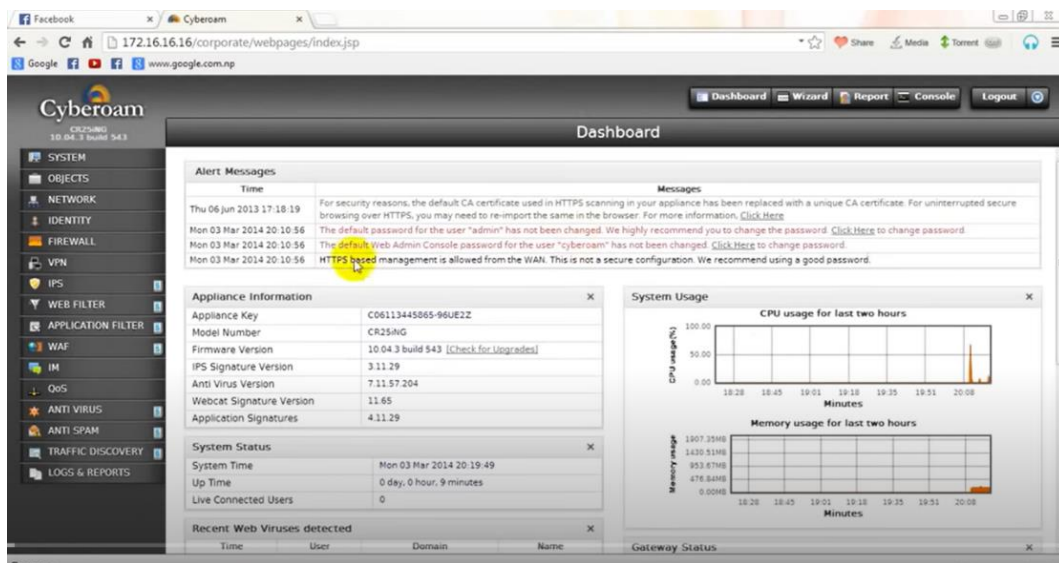 Facebook
Cyberoam
172.16.16.16/corporate/webpages/index.jsp
Share Media Torrent
Google www.google.com.np
Cyberoam
CR25iNG
10.04.3 build 543
Dashboard Wizard Report Console Logout
Dashboard
SYSTEM
OBJECTS
NETWORK
IDENTITY
FIREWALL
VPN
IPS
WEB FILTER
APPLICATION FILTER
WAF
IM
QoS
ANTI VIRUS
ANTI SPAM
TRAFFIC DISCOVERY
LOGS & REPORTS
Alert Messages
Time Messages
Thu 06 Jun 2013 17:18:19 For security reasons, the default CA certificate used in HTTPS scanning in your appliance has been replaced with a unique CA certificate. For uninterrupted secure
browsing over HTTPS, you may need to re-import the same in the browser. For more information, Click Here
Mon 03 Mar 2014 20:10:56 The default password for the user "admin" has not been changed. We highly recommend you to change the password. Click Here to change password.
Mon 03 Mar 2014 20:10:56 The default Web Admin Console password for the user "cyberoam" has not been changed. Click Here to change password.
Mon 03 Mar 2014 20:10:56 HTTPS based management is allowed from the WAN. This is not a secure configuration. We recommend using a good password.
Appliance Information
Appliance Key C06113445865-96UE2Z
Model Number CR25iNG
Firmware Version 10.04.3 build 543 [Check for Upgrades]
IPS Signature Version 3.11.29
Anti Virus Version 7.11.57.204
Webcat Signature Version 11.65
Application Signatures 4.11.29
System Status
System Time Mon 03 Mar 2014 20:19:49
Up Time 0 day, 0 hour, 9 minutes
Live Connected Users 0
Recent Web Viruses detected
Time User Domain Name
System Usage
CPU usage for last two hours
CPU usage(%)
100.00
50.00
0.00
18:28 18:45 19:01 19:18 19:35 19:51 20:08
Minutes
Memory usage for last two hours
Memory usage
1907.35MB
1430.51MB
953.67MB
476.84MB
0.00MB
18:28 18:45 19:01 19:18 19:35 19:51 20:08
Minutes
Gateway Status